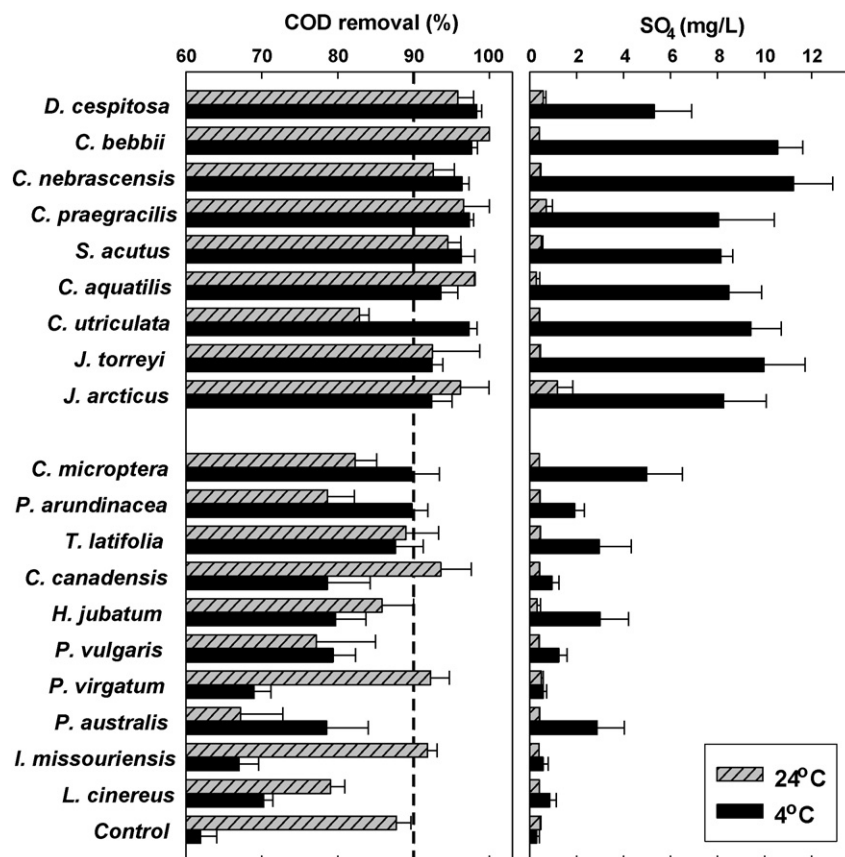 COD removal (%) SO4 (mg/L)
60 70 80 90 100 0 2 4 6 8 10 12
D. cespitosa
C. bebbii
C. nebrascensis
C. praegracilis
S. acutus
C. aquatilis
C. utriculata
J. torreyi
J. arcticus
C. microptera
P. arundinacea
T. latifolia
C. canadensis
H. jubatum
P. vulgaris
P. virgatum
P. australis
I. missouriensis
L. cinereus
Control
24°C
4°C